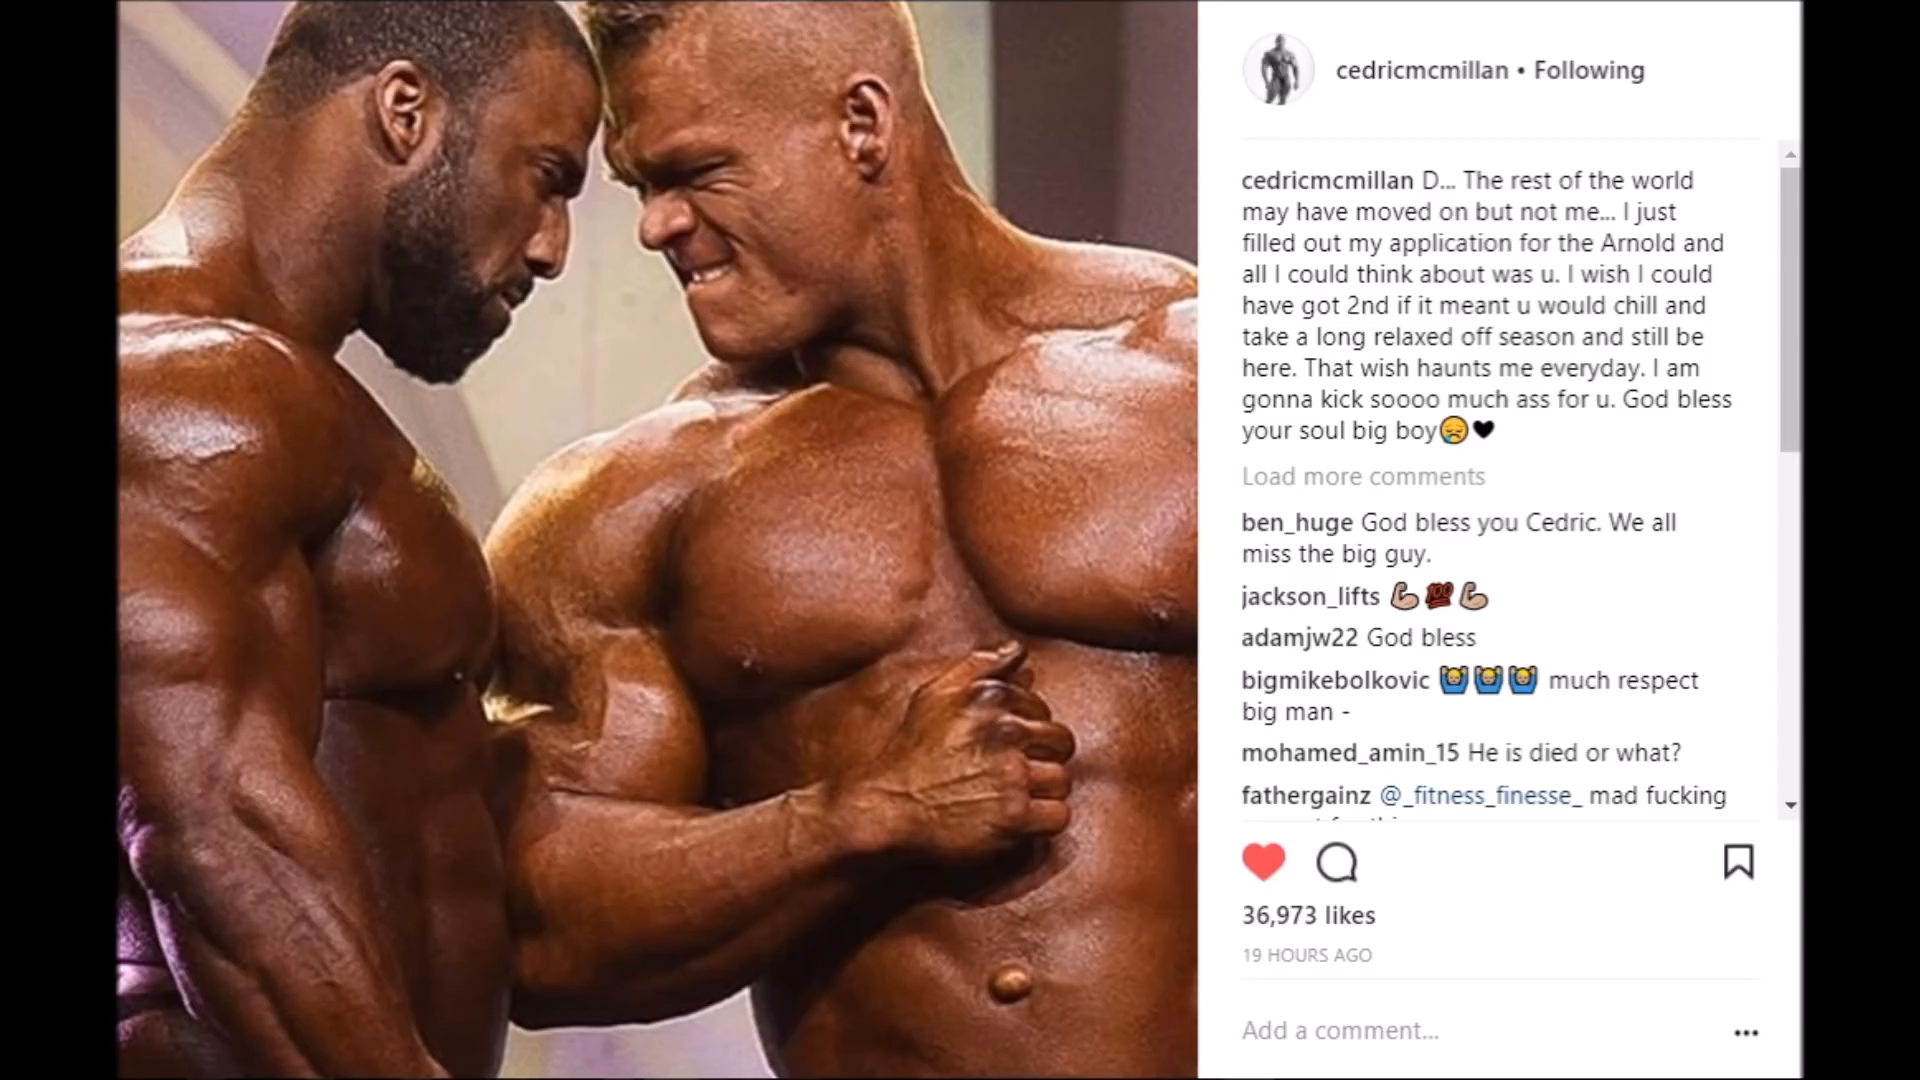 cedricmcmillan • Following
cedricmcmillan D... The rest of the world
may have moved on but not me... I just
filled out my application for the Arnold and
all I could think about was u. I wish I could
have got 2nd if it meant u would chill and
take a long relaxed off season and still be
here. That wish haunts me everyday. I am
gonna kick soooo much ass for u. God bless
your soul big boy😥🖤
Load more comments
ben_huge God bless you Cedric. We all
miss the big guy.
jackson_lifts 💪🏼💯💪🏼
adamjw22 God bless
bigmikebolkovic 🙌🏼🙌🏼🙌🏼 much respect
big man -
mohamed_amin_15 He is died or what?
fathergainz @_fitness_finesse_ mad fucking
36,973 likes
19 HOURS AGO
Add a comment...